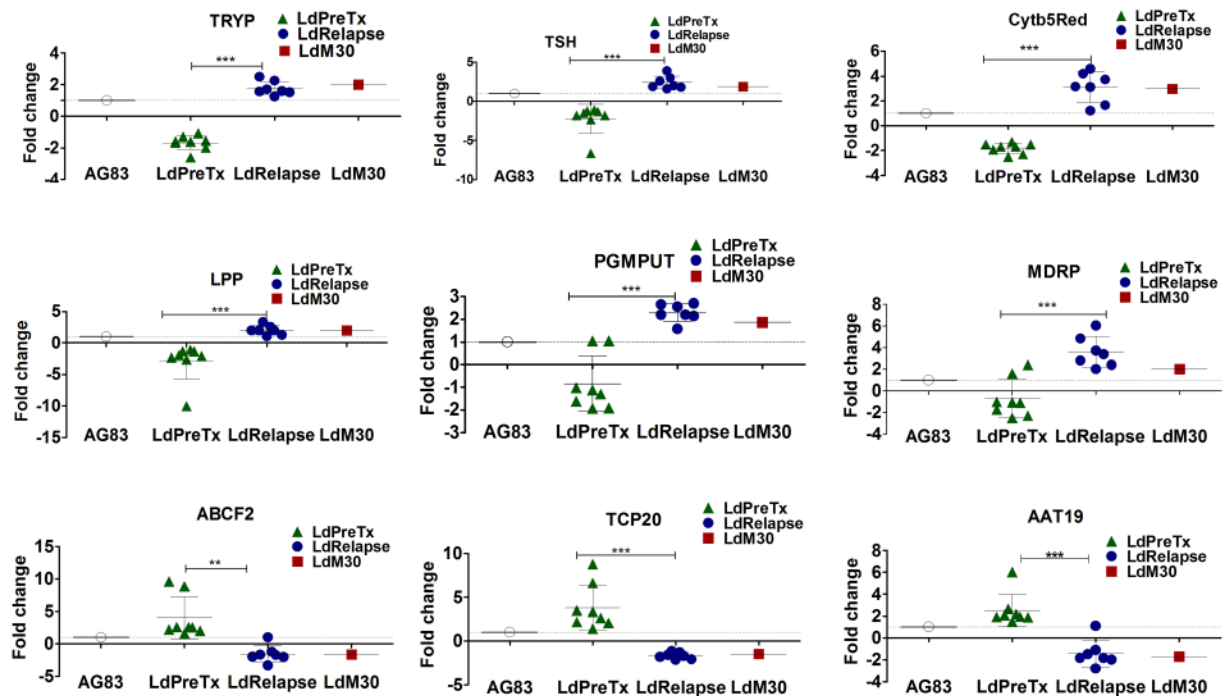 TRYP
LdPreTx
LdRelapse
LdM30
Fold change
4
2
0
-2
-4
***
AG83 LdPreTx LdRelapse LdM30
TSH
LdPreTx
LdRelapse
LdM30
Fold change
5
0
-5
-10
***
AG83 LdPreTx LdRelapse LdM30
Cytb5Red
LdPreTx
LdRelapse
LdM30
Fold change
6
4
2
0
-2
-4
***
AG83 LdPreTx LdRelapse LdM30
LPP
LdPreTx
LdRelapse
LdM30
Fold change
5
0
-5
-10
-15
***
AG83 LdPreTx LdRelapse LdM30
PGMPUT
LdPreTx
LdRelapse
LdM30
Fold change
3
2
1
0
-1
-2
-3
***
AG83 LdPreTx LdRelapse LdM30
MDRP
LdPreTx
LdRelapse
LdM30
Fold change
8
6
4
2
0
-2
-4
***
AG83 LdPreTx LdRelapse LdM30
ABCF2
LdPreTx
LdRelapse
LdM30
Fold change
15
10
5
0
-5
**
AG83 LdPreTx LdRelapse LdM30
TCP20
LdPreTx
LdRelapse
LdM30
Fold change
10
5
0
-5
***
AG83 LdPreTx LdRelapse LdM30
AAT19
LdPreTx
LdRelapse
LdM30
Fold change
8
6
4
2
0
-2
-4
***
AG83 LdPreTx LdRelapse LdM30